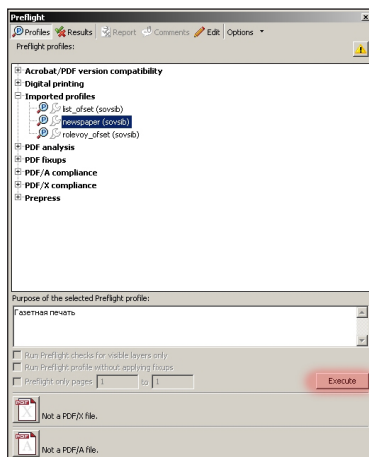 Preflight
Profiles Results Report Comments Edit Options
Preflight profiles:
Acrobat/PDF version compatibility
Digital printing
Imported profiles
list_ofset (sovsib)
newspaper (sovsib)
rolevoy_ofset (sovsib)
PDF analysis
PDF fixups
PDF/A compliance
PDF/X compliance
Prepress
Purpose of the selected Preflight profile:
Газетная печать
Run Preflight checks for visible layers only
Run Preflight profile without applying fixups
Preflight only pages 1 to 1
Execute
Not a PDF/X file.
Not a PDF/A file.